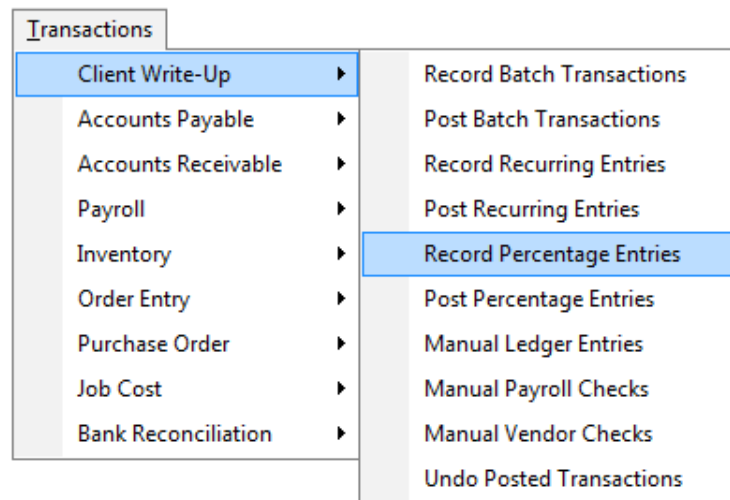 Transactions
Client Write-Up
Accounts Payable
Accounts Receivable
Payroll
Inventory
Order Entry
Purchase Order
Job Cost
Bank Reconciliation
Record Batch Transactions
Post Batch Transactions
Record Recurring Entries
Post Recurring Entries
Record Percentage Entries
Post Percentage Entries
Manual Ledger Entries
Manual Payroll Checks
Manual Vendor Checks
Undo Posted Transactions